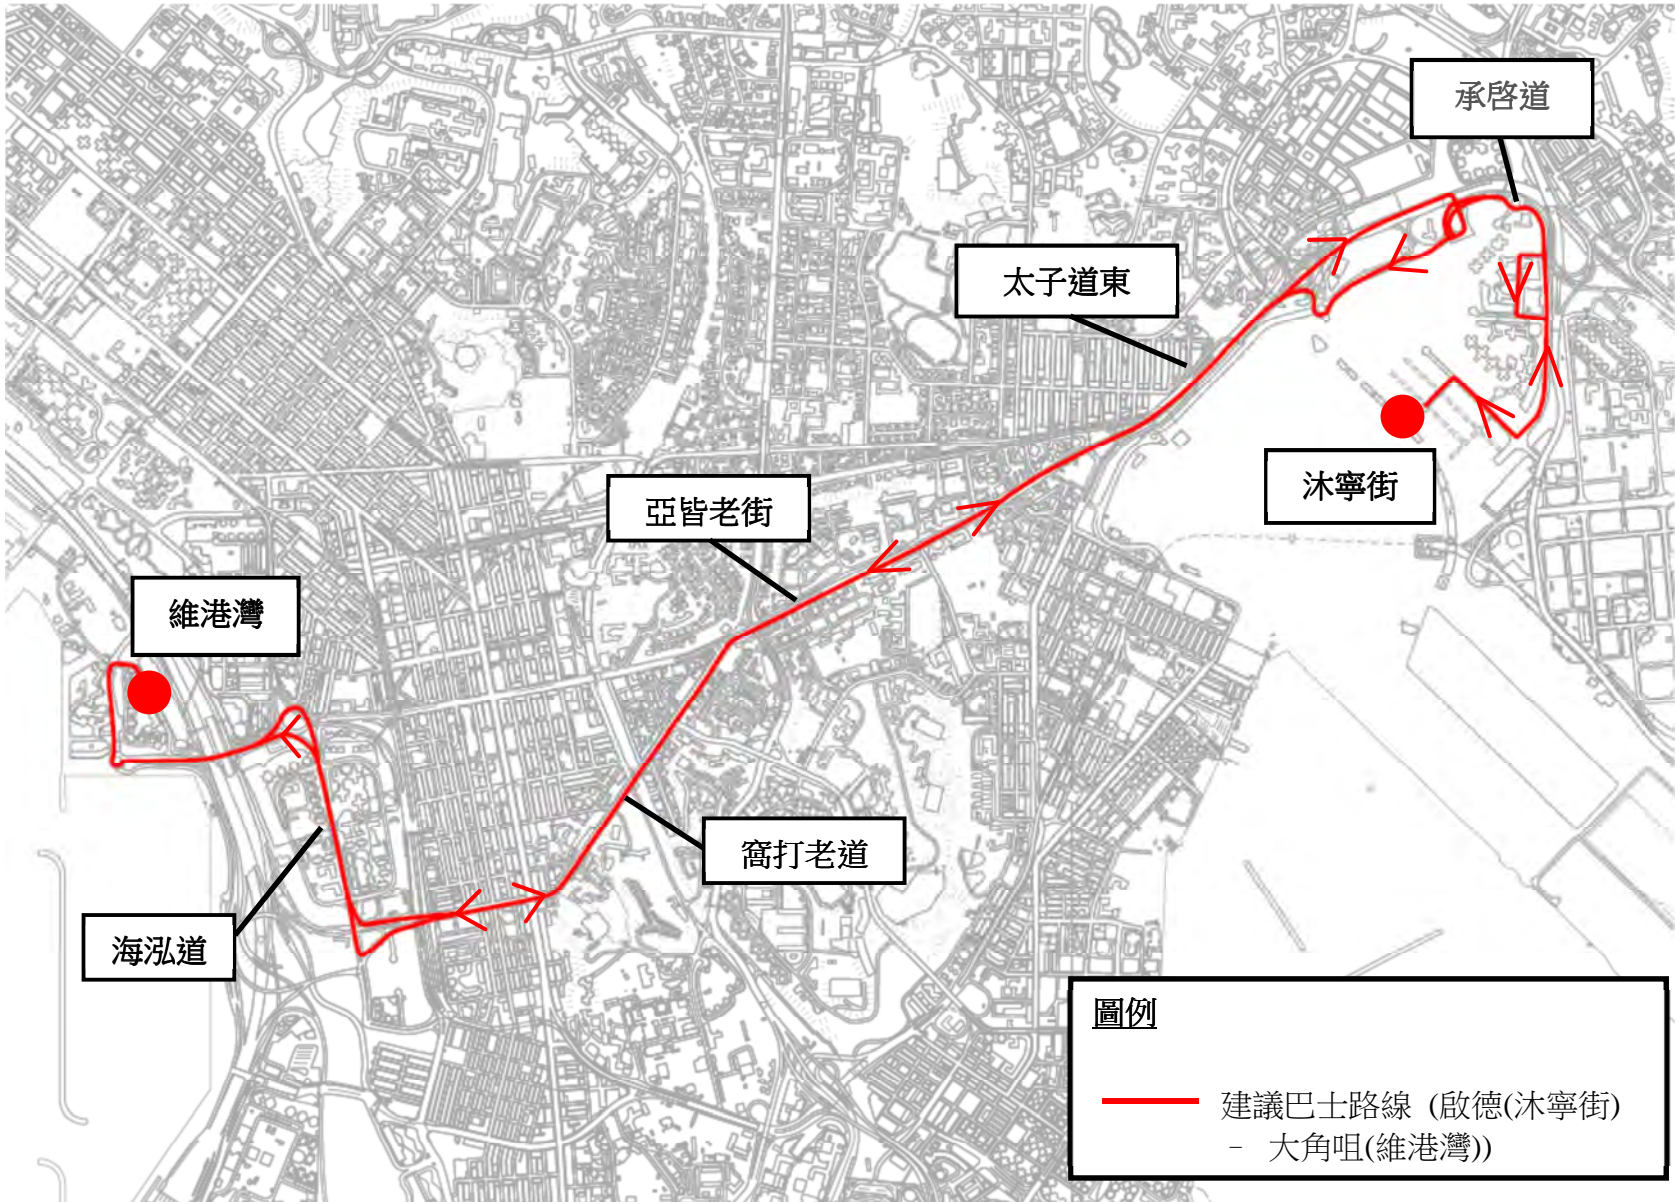 承啓道
太子道東
沐寧街
亞皆老街
維港灣
窩打老道
海泓道
圖例
建議巴士路線 (啟德(沐寧街)
- 大角咀(維港灣))